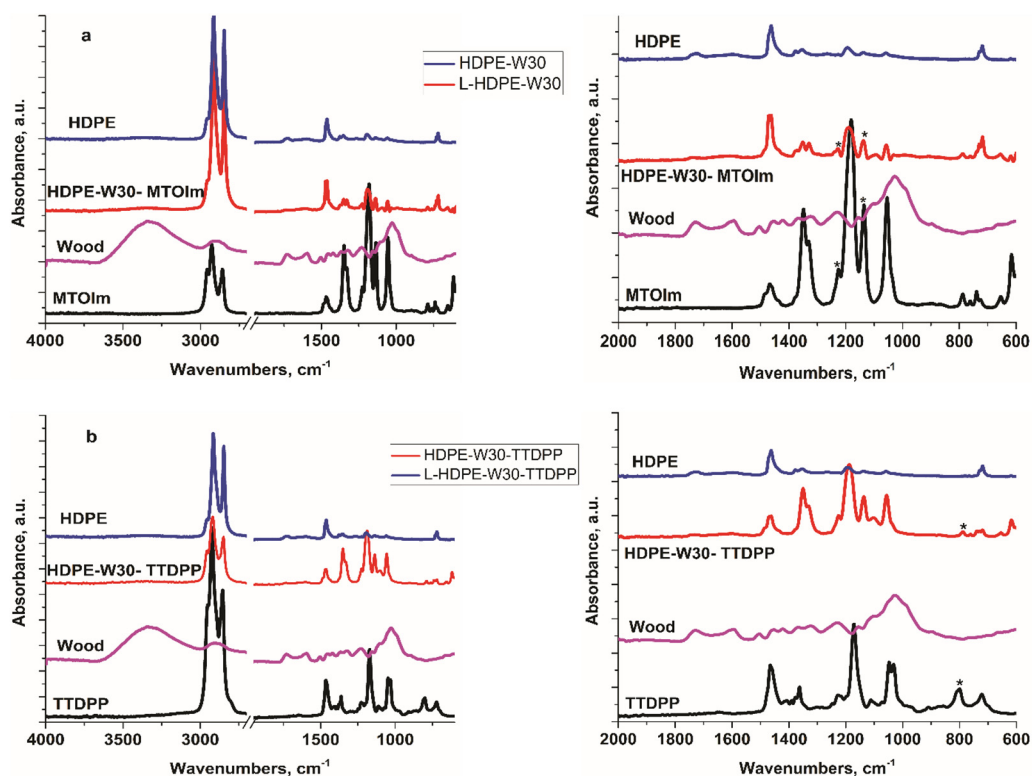 a
HDPE-W30
L-HDPE-W30
HDPE
HDPE-W30- MTOIm
Wood
MTOIm
Absorbance, a.u.
4000 3500 3000 1500 1000
Wavenumbers, cm-1
HDPE
*
*
HDPE-W30- MTOIm
*
Wood
*
MTOIm
Absorbance, a.u.
2000 1800 1600 1400 1200 1000 800 600
Wavenumbers, cm-1
b
HDPE-W30-TTDPP
L-HDPE-W30-TTDPP
HDPE
HDPE-W30- TTDPP
Wood
TTDPP
Absorbance, a.u.
4000 3500 3000 1500 1000
Wavenumbers, cm-1
HDPE
*
HDPE-W30- TTDPP
Wood
*
TTDPP
Absorbance, a.u.
2000 1800 1600 1400 1200 1000 800 600
Wavenumbers, cm-1